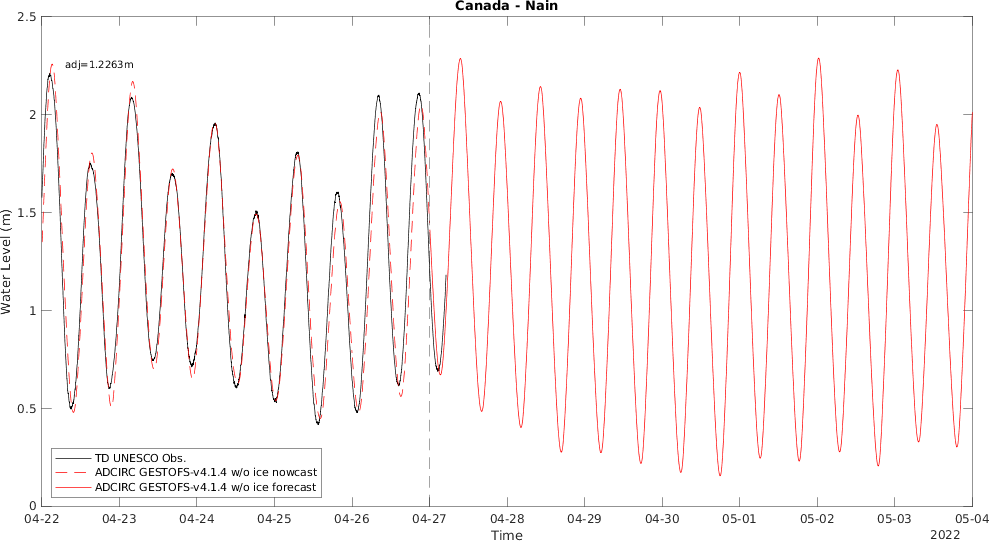 Canada - Nain
adj=1.2263m
2.5
2
1.5
1
0.5
0
Water Level (m)
TD UNESCO Obs.
ADCIRC GESTOFS-v4.1.4 w/o ice nowcast
ADCIRC GESTOFS-v4.1.4 w/o ice forecast
04-22 04-23 04-24 04-25 04-26 04-27 04-28 04-29 04-30 05-01 05-02 05-03 05-04
Time
2022